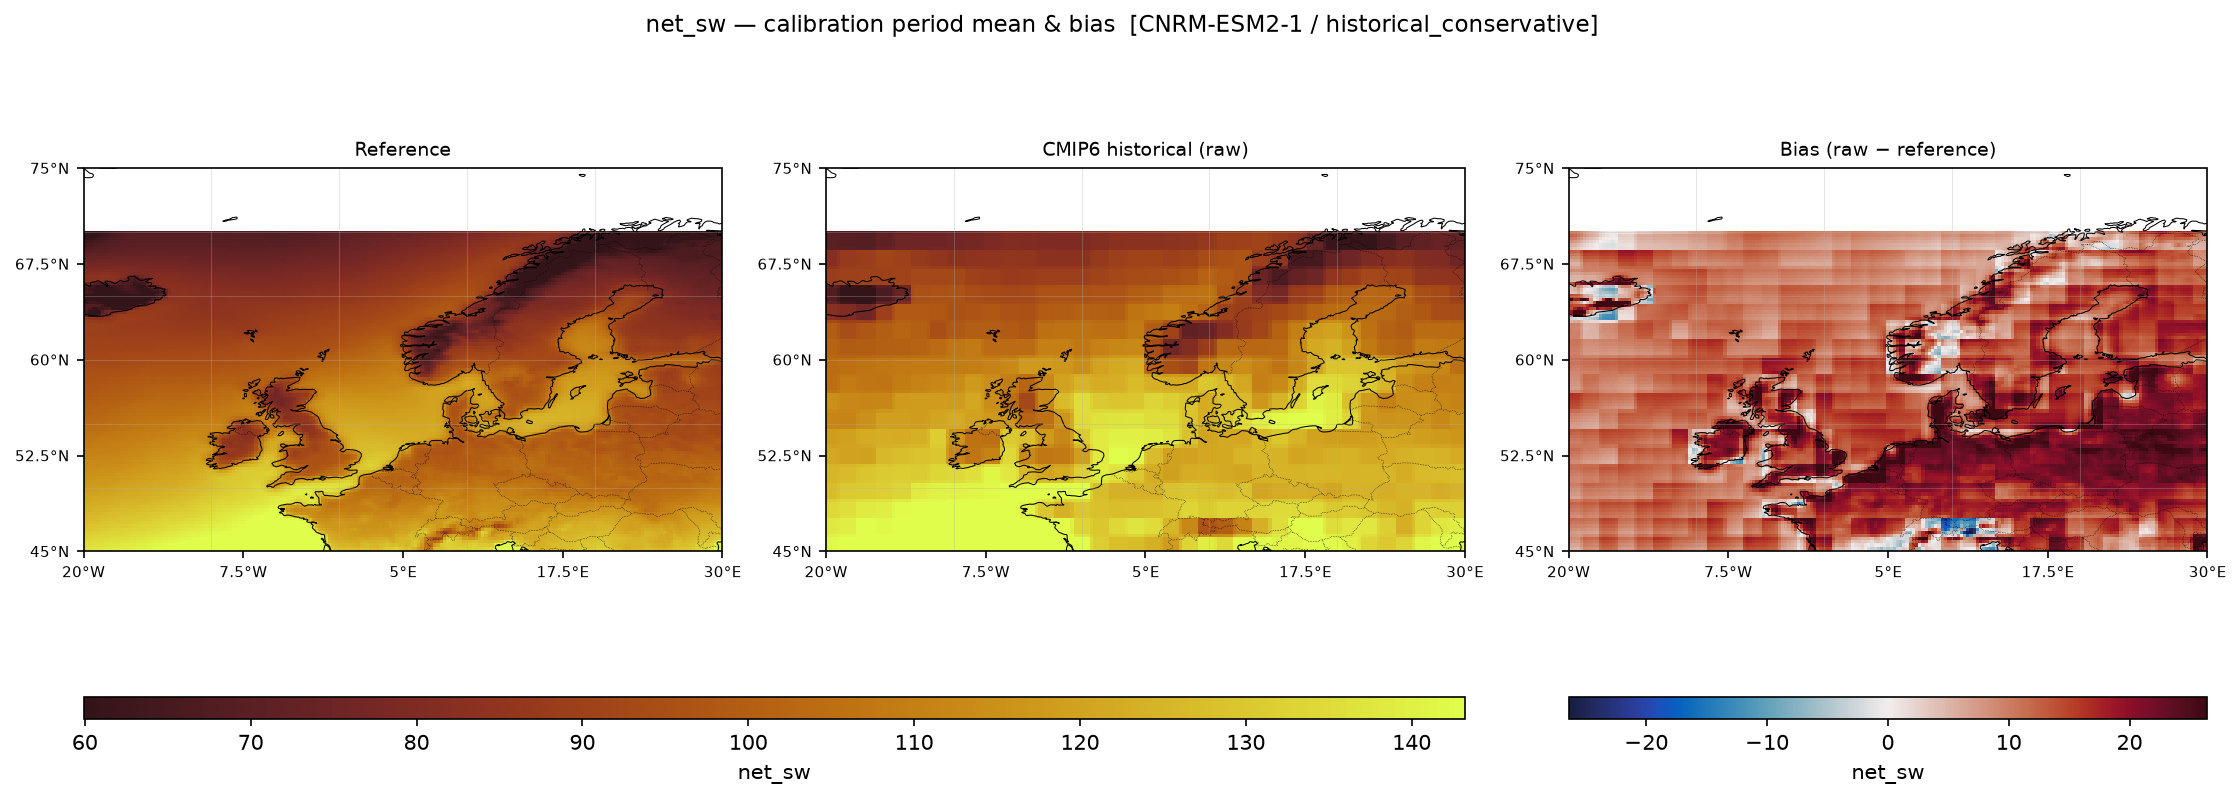 net_sw — calibration period mean & bias  [CNRM-ESM2-1 / historical_conservative]
Reference
75°N
67.5°N
60°N
52.5°N
45°N
20°W 7.5°W 5°E 17.5°E 30°E
CMIP6 historical (raw)
75°N
67.5°N
60°N
52.5°N
45°N
20°W 7.5°W 5°E 17.5°E 30°E
Bias (raw − reference)
75°N
67.5°N
60°N
52.5°N
45°N
20°W 7.5°W 5°E 17.5°E 30°E
60 70 80 90 100 110 120 130 140
net_sw
−20 −10 0 10 20
net_sw